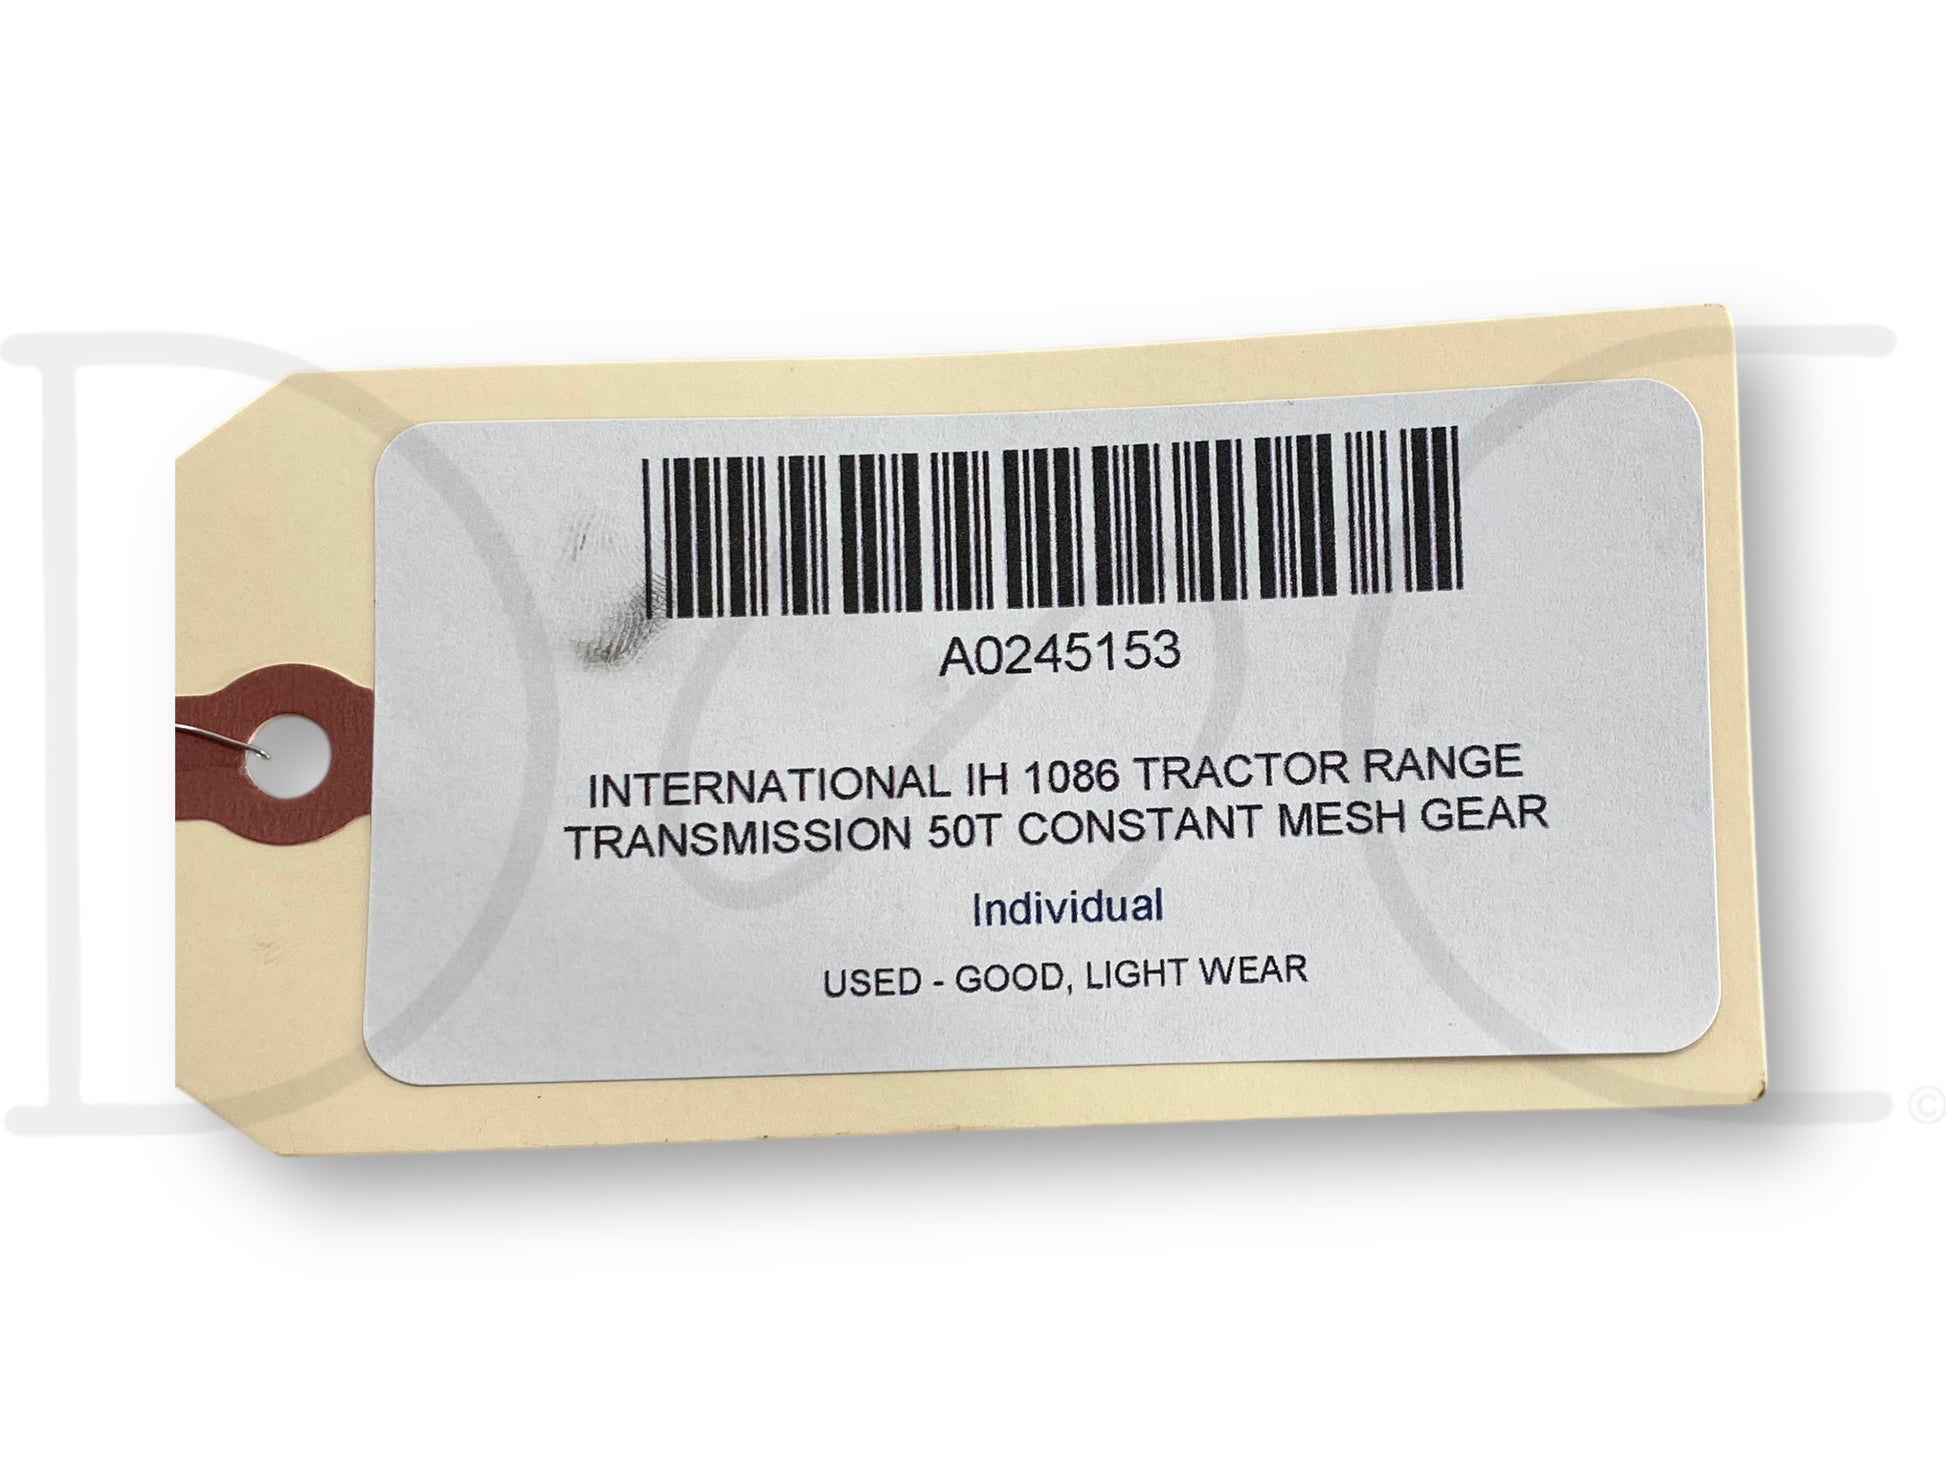 A0245153
INTERNATIONAL IH 1086 TRACTOR RANGE
TRANSMISSION 50T CONSTANT MESH GEAR
Individual
USED - GOOD, LIGHT WEAR
©